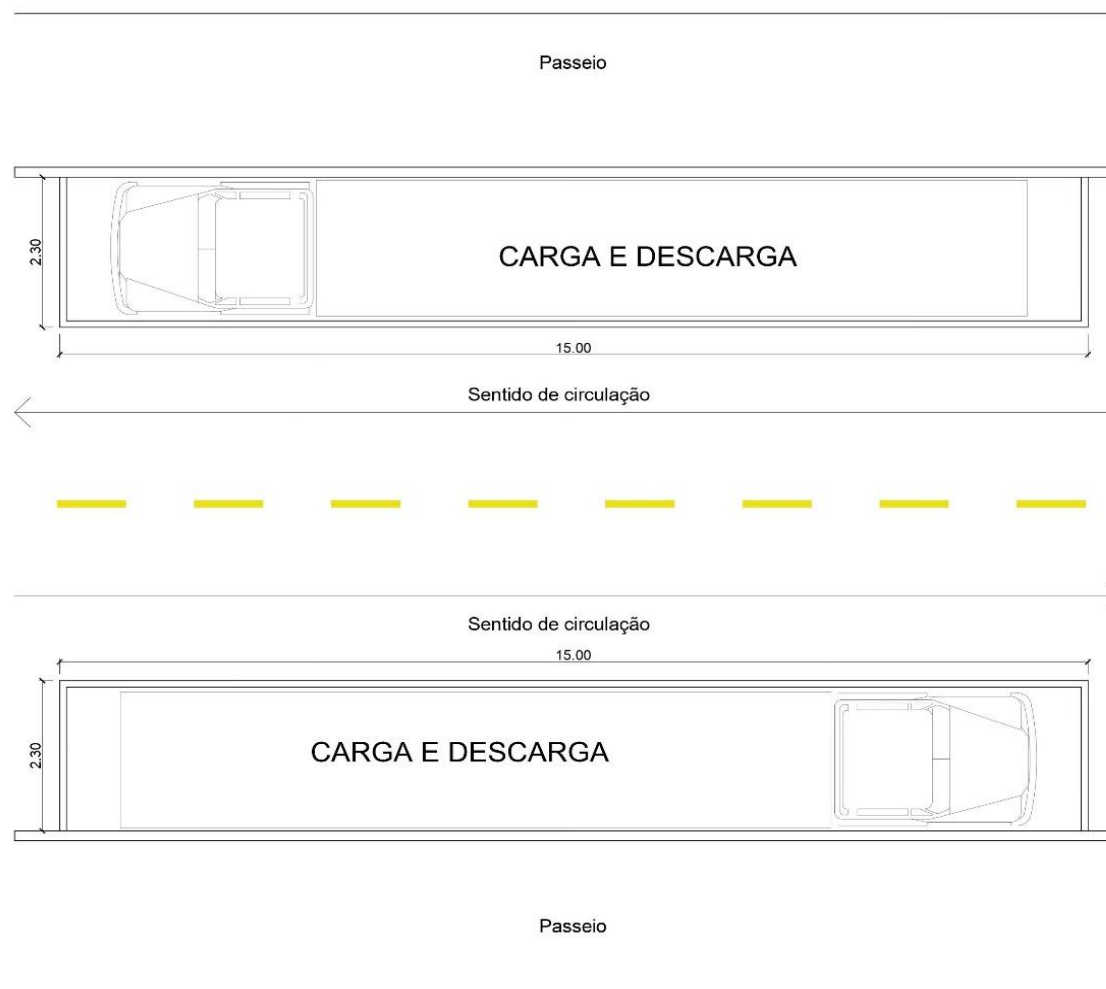 Passeio
2.30
CARGA E DESCARGA
15.00
Sentido de circulação
Sentido de circulação
15.00
2.30
CARGA E DESCARGA
Passeio